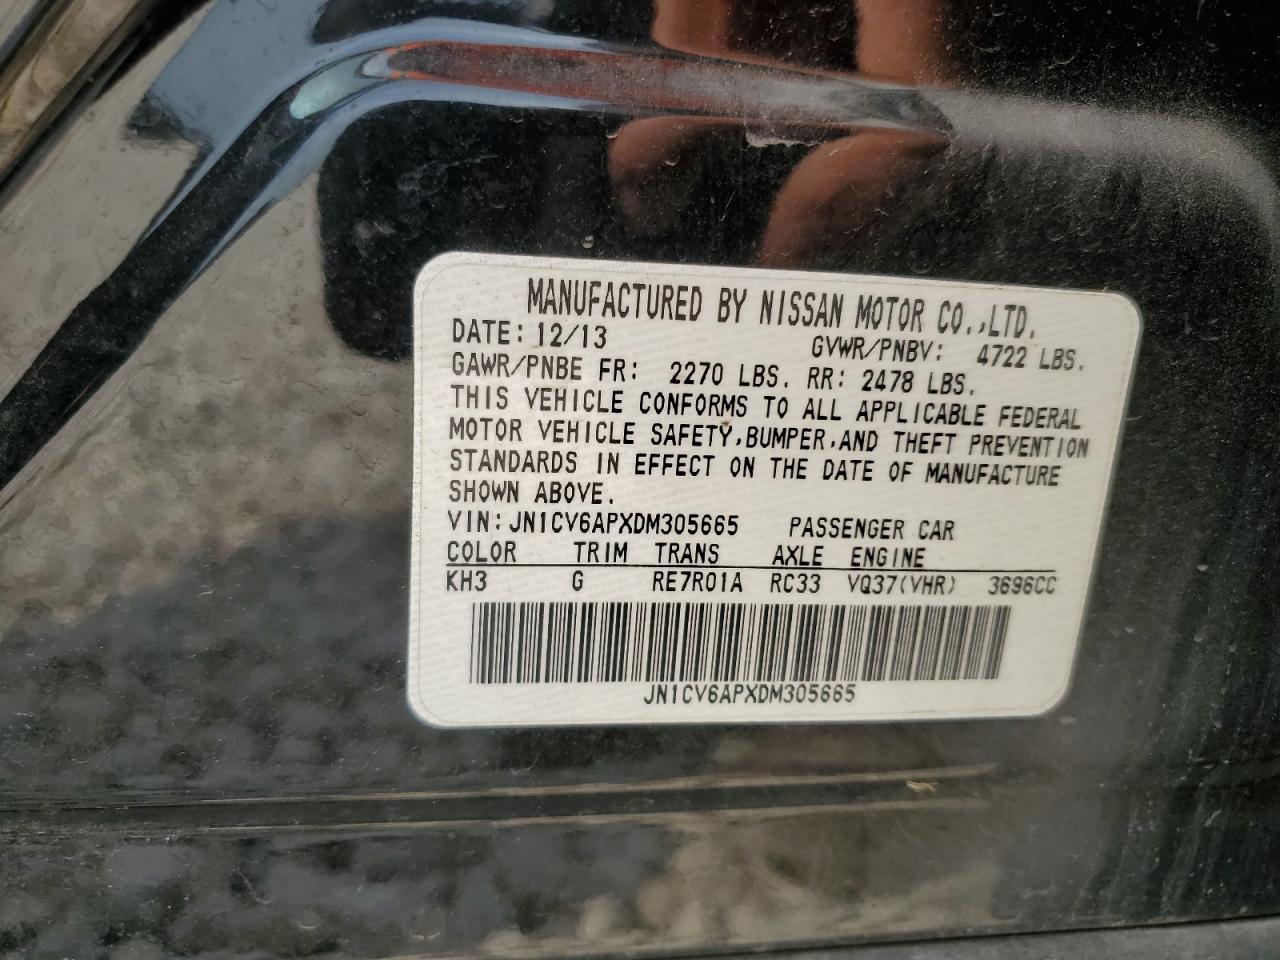 MANUFACTURED BY NISSAN MOTOR CO.,LTD.
DATE: 12/13 GVWR/PNBV: 4722 LBS.
GAWR/PNBE FR: 2270 LBS. RR: 2478 LBS.
THIS VEHICLE CONFORMS TO ALL APPLICABLE FEDERAL
MOTOR VEHICLE SAFETY,BUMPER,AND THEFT PREVENTION
STANDARDS IN EFFECT ON THE DATE OF MANUFACTURE
SHOWN ABOVE.
VIN: JN1CV6APXDM305665 PASSENGER CAR
COLOR TRIM TRANS AXLE ENGINE
KH3 G RE7R01A RC33 VQ37(VHR) 3696CC
JN1CV6APXDM305665